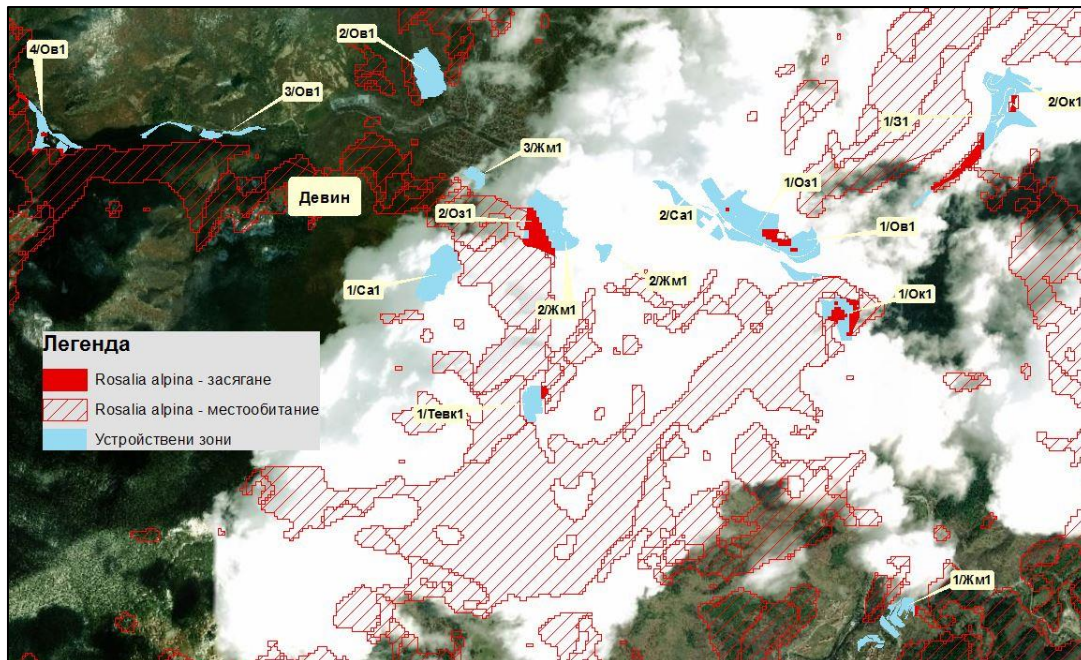 2/Ов1
4/Ов1
3/Ов1
2/Ок1
1/З1
3/Жм1
1/Оз1
Девин
2/Оз1
2/Са1
1/Ов1
1/Са1
2/Жм1
2/Жм1
1/Ок1
Легенда
Rosalia alpina - засягане
Rosalia alpina - местообитание
Устройствени зони
1/Тевк1
1/Жм1